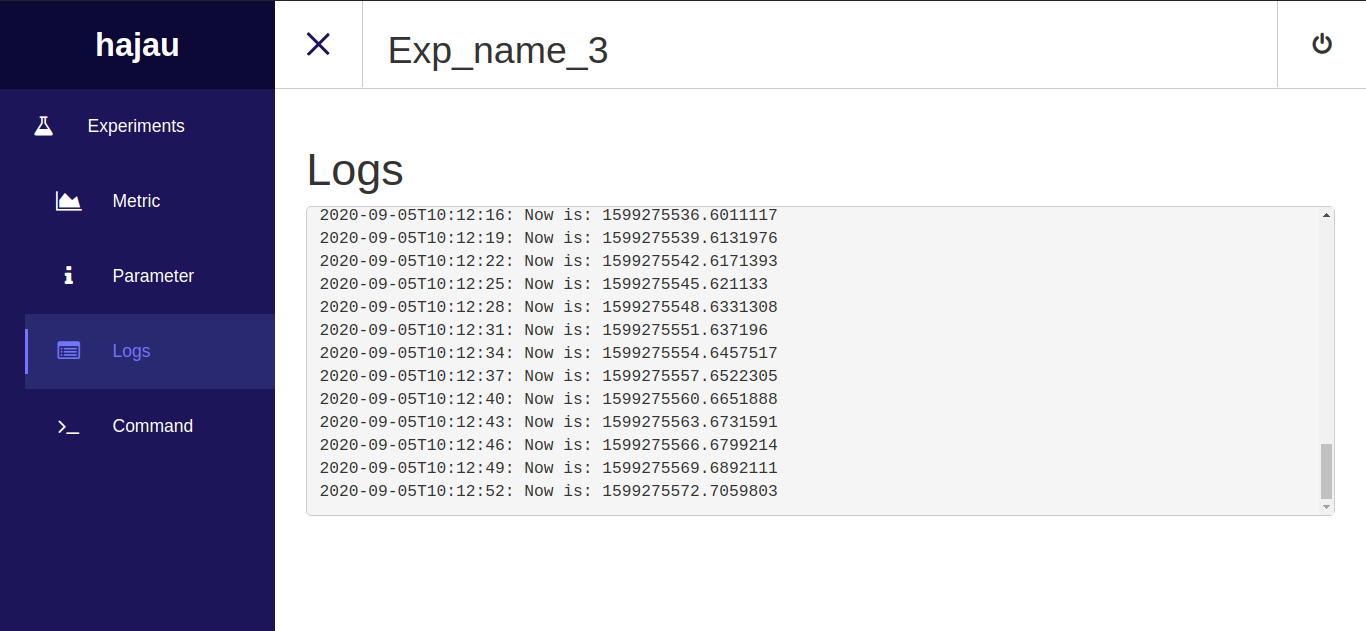 hajau
Exp_name_3
Experiments
Metric
Parameter
Logs
Command
Logs
2020-09-05T10:12:16: Now is: 1599275536.6011117
2020-09-05T10:12:19: Now is: 1599275539.6131976
2020-09-05T10:12:22: Now is: 1599275542.6171393
2020-09-05T10:12:25: Now is: 1599275545.621133
2020-09-05T10:12:28: Now is: 1599275548.6331308
2020-09-05T10:12:31: Now is: 1599275551.637196
2020-09-05T10:12:34: Now is: 1599275554.6457517
2020-09-05T10:12:37: Now is: 1599275557.6522305
2020-09-05T10:12:40: Now is: 1599275560.6651888
2020-09-05T10:12:43: Now is: 1599275563.6731591
2020-09-05T10:12:46: Now is: 1599275566.6799214
2020-09-05T10:12:49: Now is: 1599275569.6892111
2020-09-05T10:12:52: Now is: 1599275572.7059803